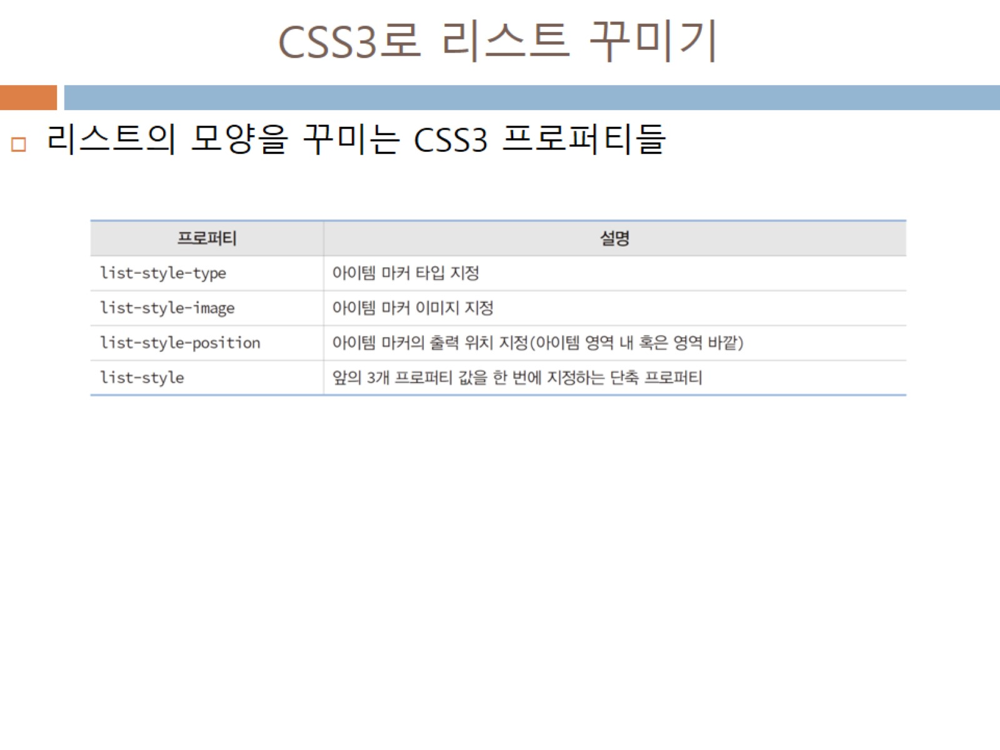 CSS3로 리스트 꾸미기
리스트의 모양을 꾸미는 CSS3 프로퍼티들
프로퍼티 설명
list-style-type 아이템 마커 타입 지정
list-style-image 아이템 마커 이미지 지정
list-style-position 아이템 마커의 출력 위치 지정(아이템 영역 내 혹은 영역 바깥)
list-style 앞의 3개 프로퍼티 값을 한 번에 지정하는 단축 프로퍼티